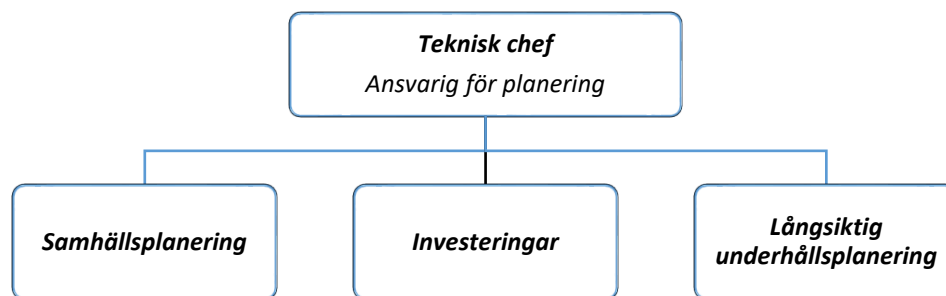 Teknisk chef
Ansvarig för planering
Samhällsplanering
Investeringar
Långsiktig
underhållsplanering